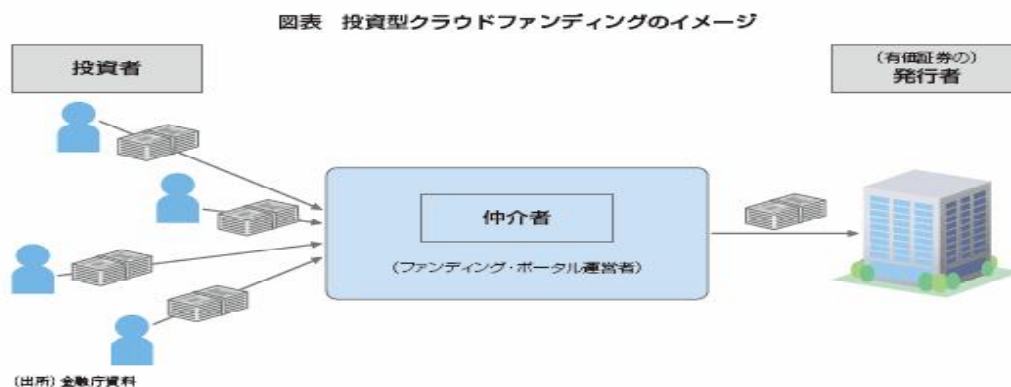 図表　投資型クラウドファンディングのイメージ
投資者
（有価証券の）
発行者
仲介者
（ファンディング・ポータル運営者）
（出所）金融庁資料